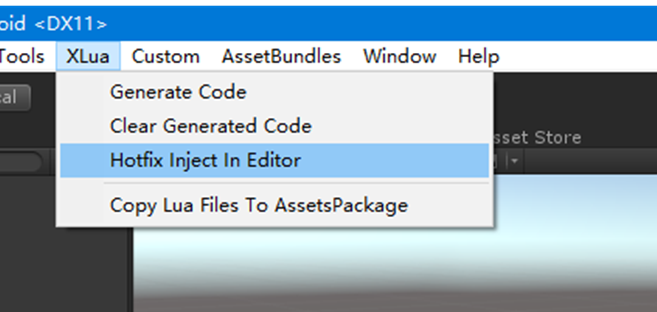 oid <DX11>
Tools XLua Custom AssetBundles Window Help
Generate Code
Clear Generated Code
Hotfix Inject In Editor
Copy Lua Files To AssetsPackage
cal
sset Store